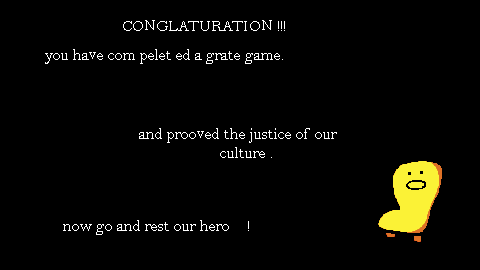 CONGLATURATION !!!
you have com pelet ed a grate game.
and prooved the justice of our
culture .
now go and rest our hero !